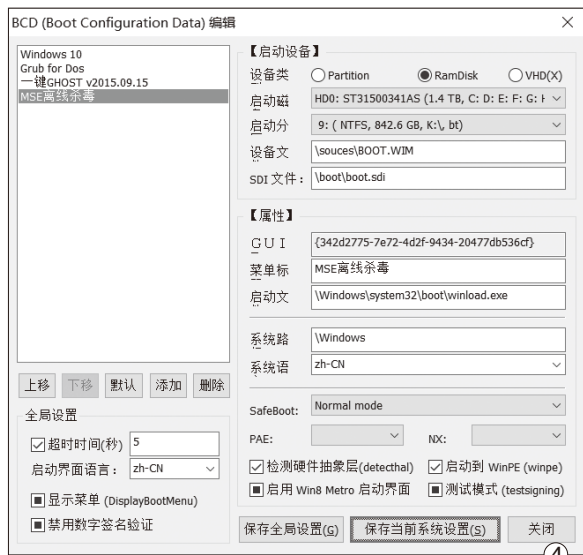 BCD (Boot Configuration Data) 编辑
Windows 10
Grub for Dos
一键GHOST v2015.09.15
MSE离线杀毒
上移 下移 默认 添加 删除
全局设置
超时时间(秒) 5
启动界面语言： zh-CN
显示菜单 (DisplayBootMenu)
禁用数字签名验证
【启动设备】
设备类 Partition RamDisk VHD(X)
启动磁 HD0: ST31500341AS (1.4 TB, C: D: E: F: G: H
启动分 9: ( NTFS, 842.6 GB, K:\, bt)
设备文 \souces\BOOT.WIM
SDI 文件： \boot\boot.sdi
【属性】
GUI {342d2775-7e72-4d2f-9434-20477db536cf}
菜单标 MSE离线杀毒
启动文 \Windows\system32\boot\winload.exe
系统路 \Windows
系统语 zh-CN
SafeBoot: Normal mode
PAE: NX:
检测硬件抽象层(detecthal) 启动到 WinPE (winpe)
启用 Win8 Metro 启动界面 测试模式 (testsigning)
保存全局设置(G) 保存当前系统设置(S) 关闭
④